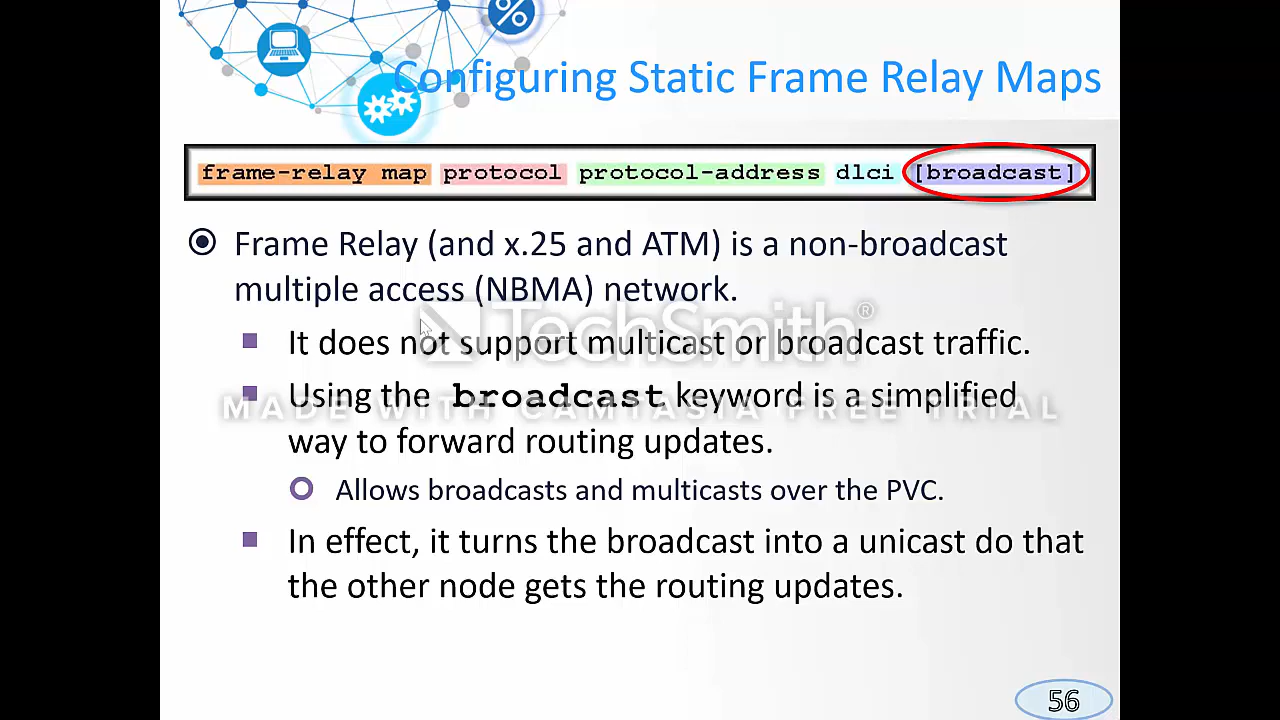 Configuring Static Frame Relay Maps
frame-relay map protocol protocol-address dlci [broadcast]
Frame Relay (and x.25 and ATM) is a non-broadcast
multiple access (NBMA) network.
It does not support multicast or broadcast traffic.
TechSmith®
Using the broadcast keyword is a simplified
MADE WITH CAMTASIA FREE TRIAL
way to forward routing updates.
Allows broadcasts and multicasts over the PVC.
In effect, it turns the broadcast into a unicast do that
the other node gets the routing updates.
56
%